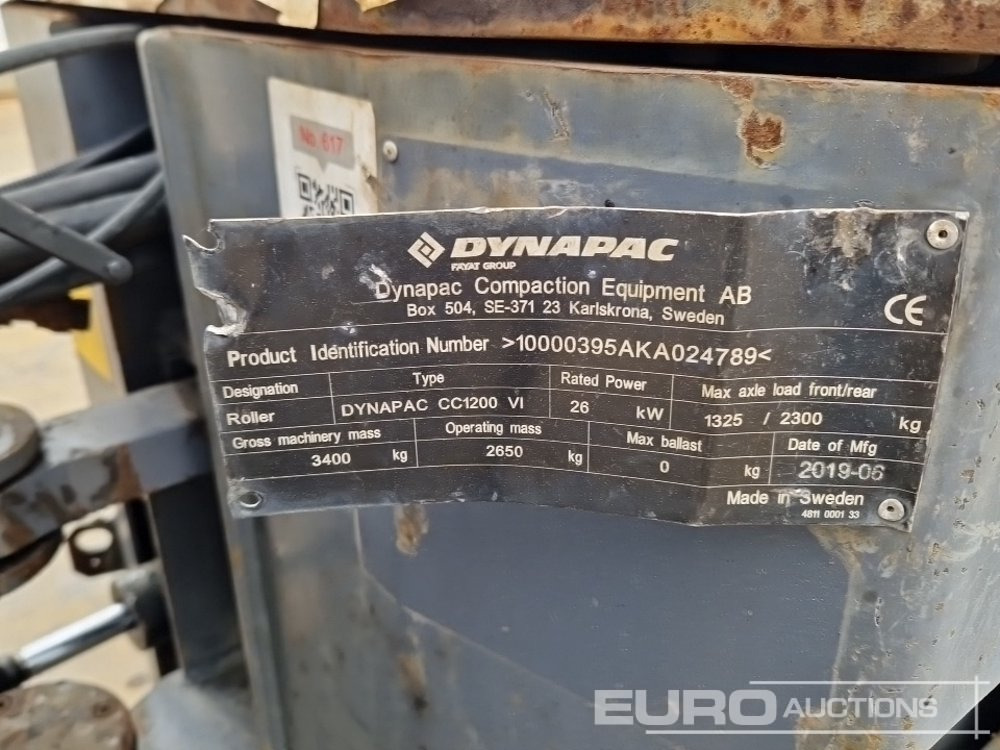 No. 617
DYNAPAC
FAYAT GROUP
Dynapac Compaction Equipment AB
Box 504, SE-371 23 Karlskrona, Sweden
CE
Product Identification Number >10000395AKA024789<
Designation Type Rated Power Max axle load front/rear
Roller DYNAPAC CC1200 VI 26 kW 1325 / 2300 kg
Gross machinery mass Operating mass Max ballast Date of Mfg
3400 kg 2650 kg 0 kg 2019-06
Made in Sweden
4811 0001 33
EURO AUCTIONS